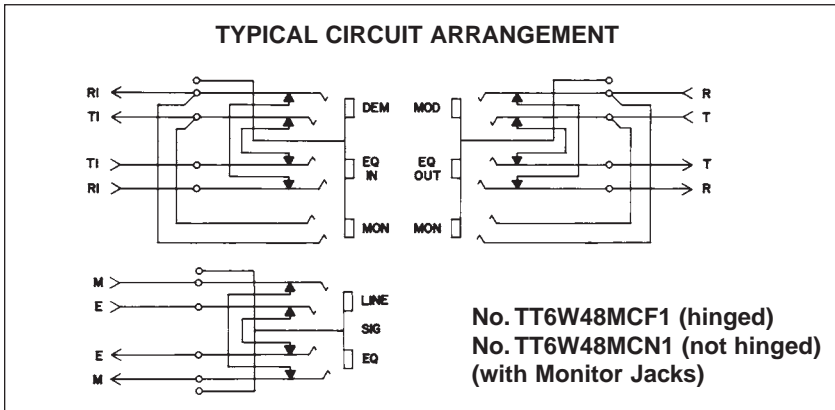 TYPICAL CIRCUIT ARRANGEMENT
RI
TI
TI
RI
DEM
EQ
IN
MON
MOD
EQ
OUT
MON
R
T
T
R
M
E
E
M
LINE
SIG
EQ
No. TT6W48MCF1 (hinged)
No. TT6W48MCN1 (not hinged)
(with Monitor Jacks)